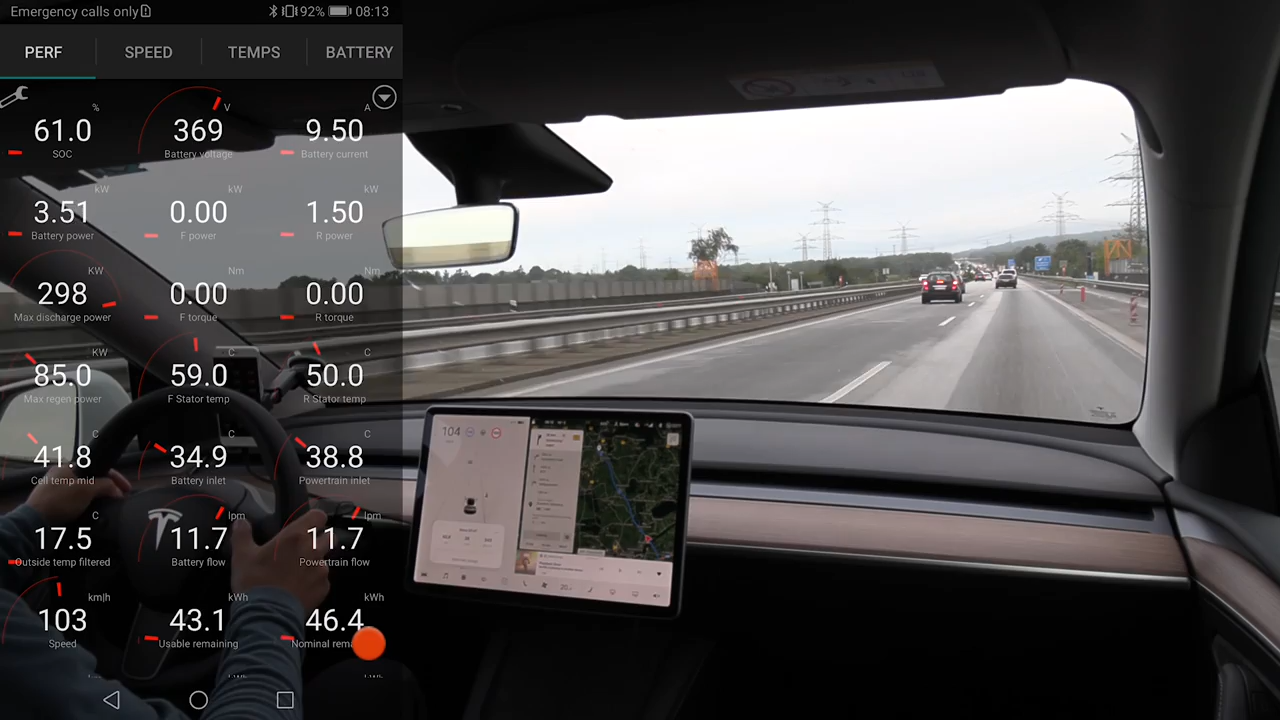 Emergency calls only 92% 08:13
PERF SPEED TEMPS BATTERY
% V A
61.0 369 9.50
SOC Battery voltage Battery current
kW kW kW
3.51 0.00 1.50
Battery power F power R power
KW Nm Nm
298 0.00 0.00
Max discharge power F torque R torque
KW C C
85.0 59.0 50.0
Max regen power F Stator temp R Stator temp
C C C
41.8 34.9 38.8
Cell temp mid Battery inlet Powertrain inlet
C lpm lpm
17.5 11.7 11.7
Outside temp filtered Battery flow Powertrain flow
km|h kWh kWh
103 43.1 46.4
Speed Usable remaining Nominal rema
104